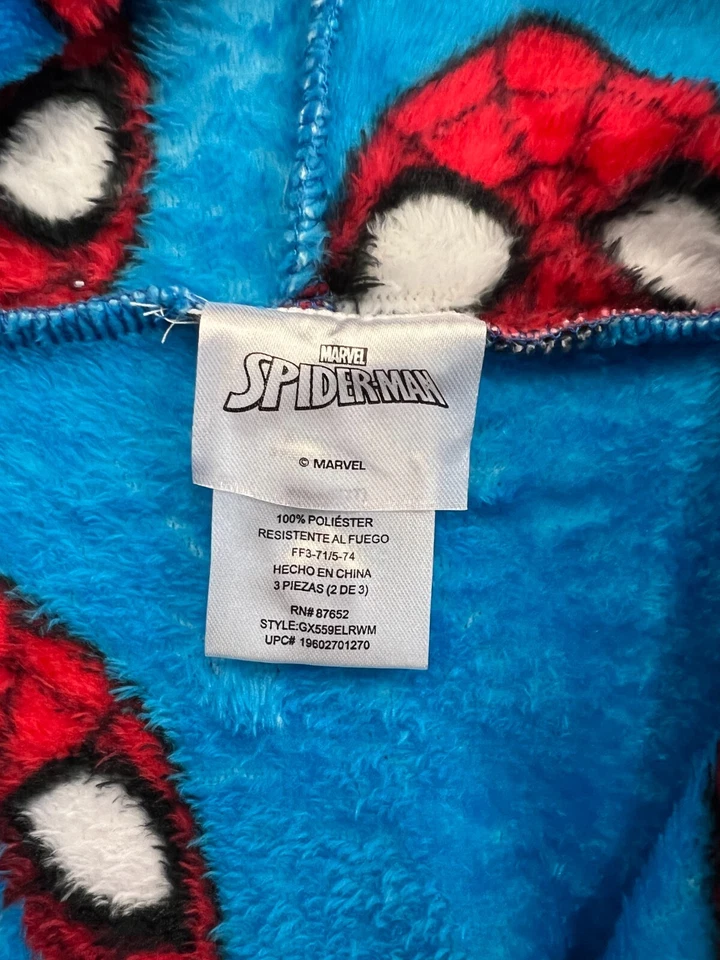 MARVEL
SPIDER-MAN
© MARVEL
100% POLIÉSTER
RESISTENTE AL FUEGO
FF3-71/5-74
HECHO EN CHINA
3 PIEZAS (2 DE 3)
RN# 87652
STYLE:GX559ELRWM
UPC# 19602701270